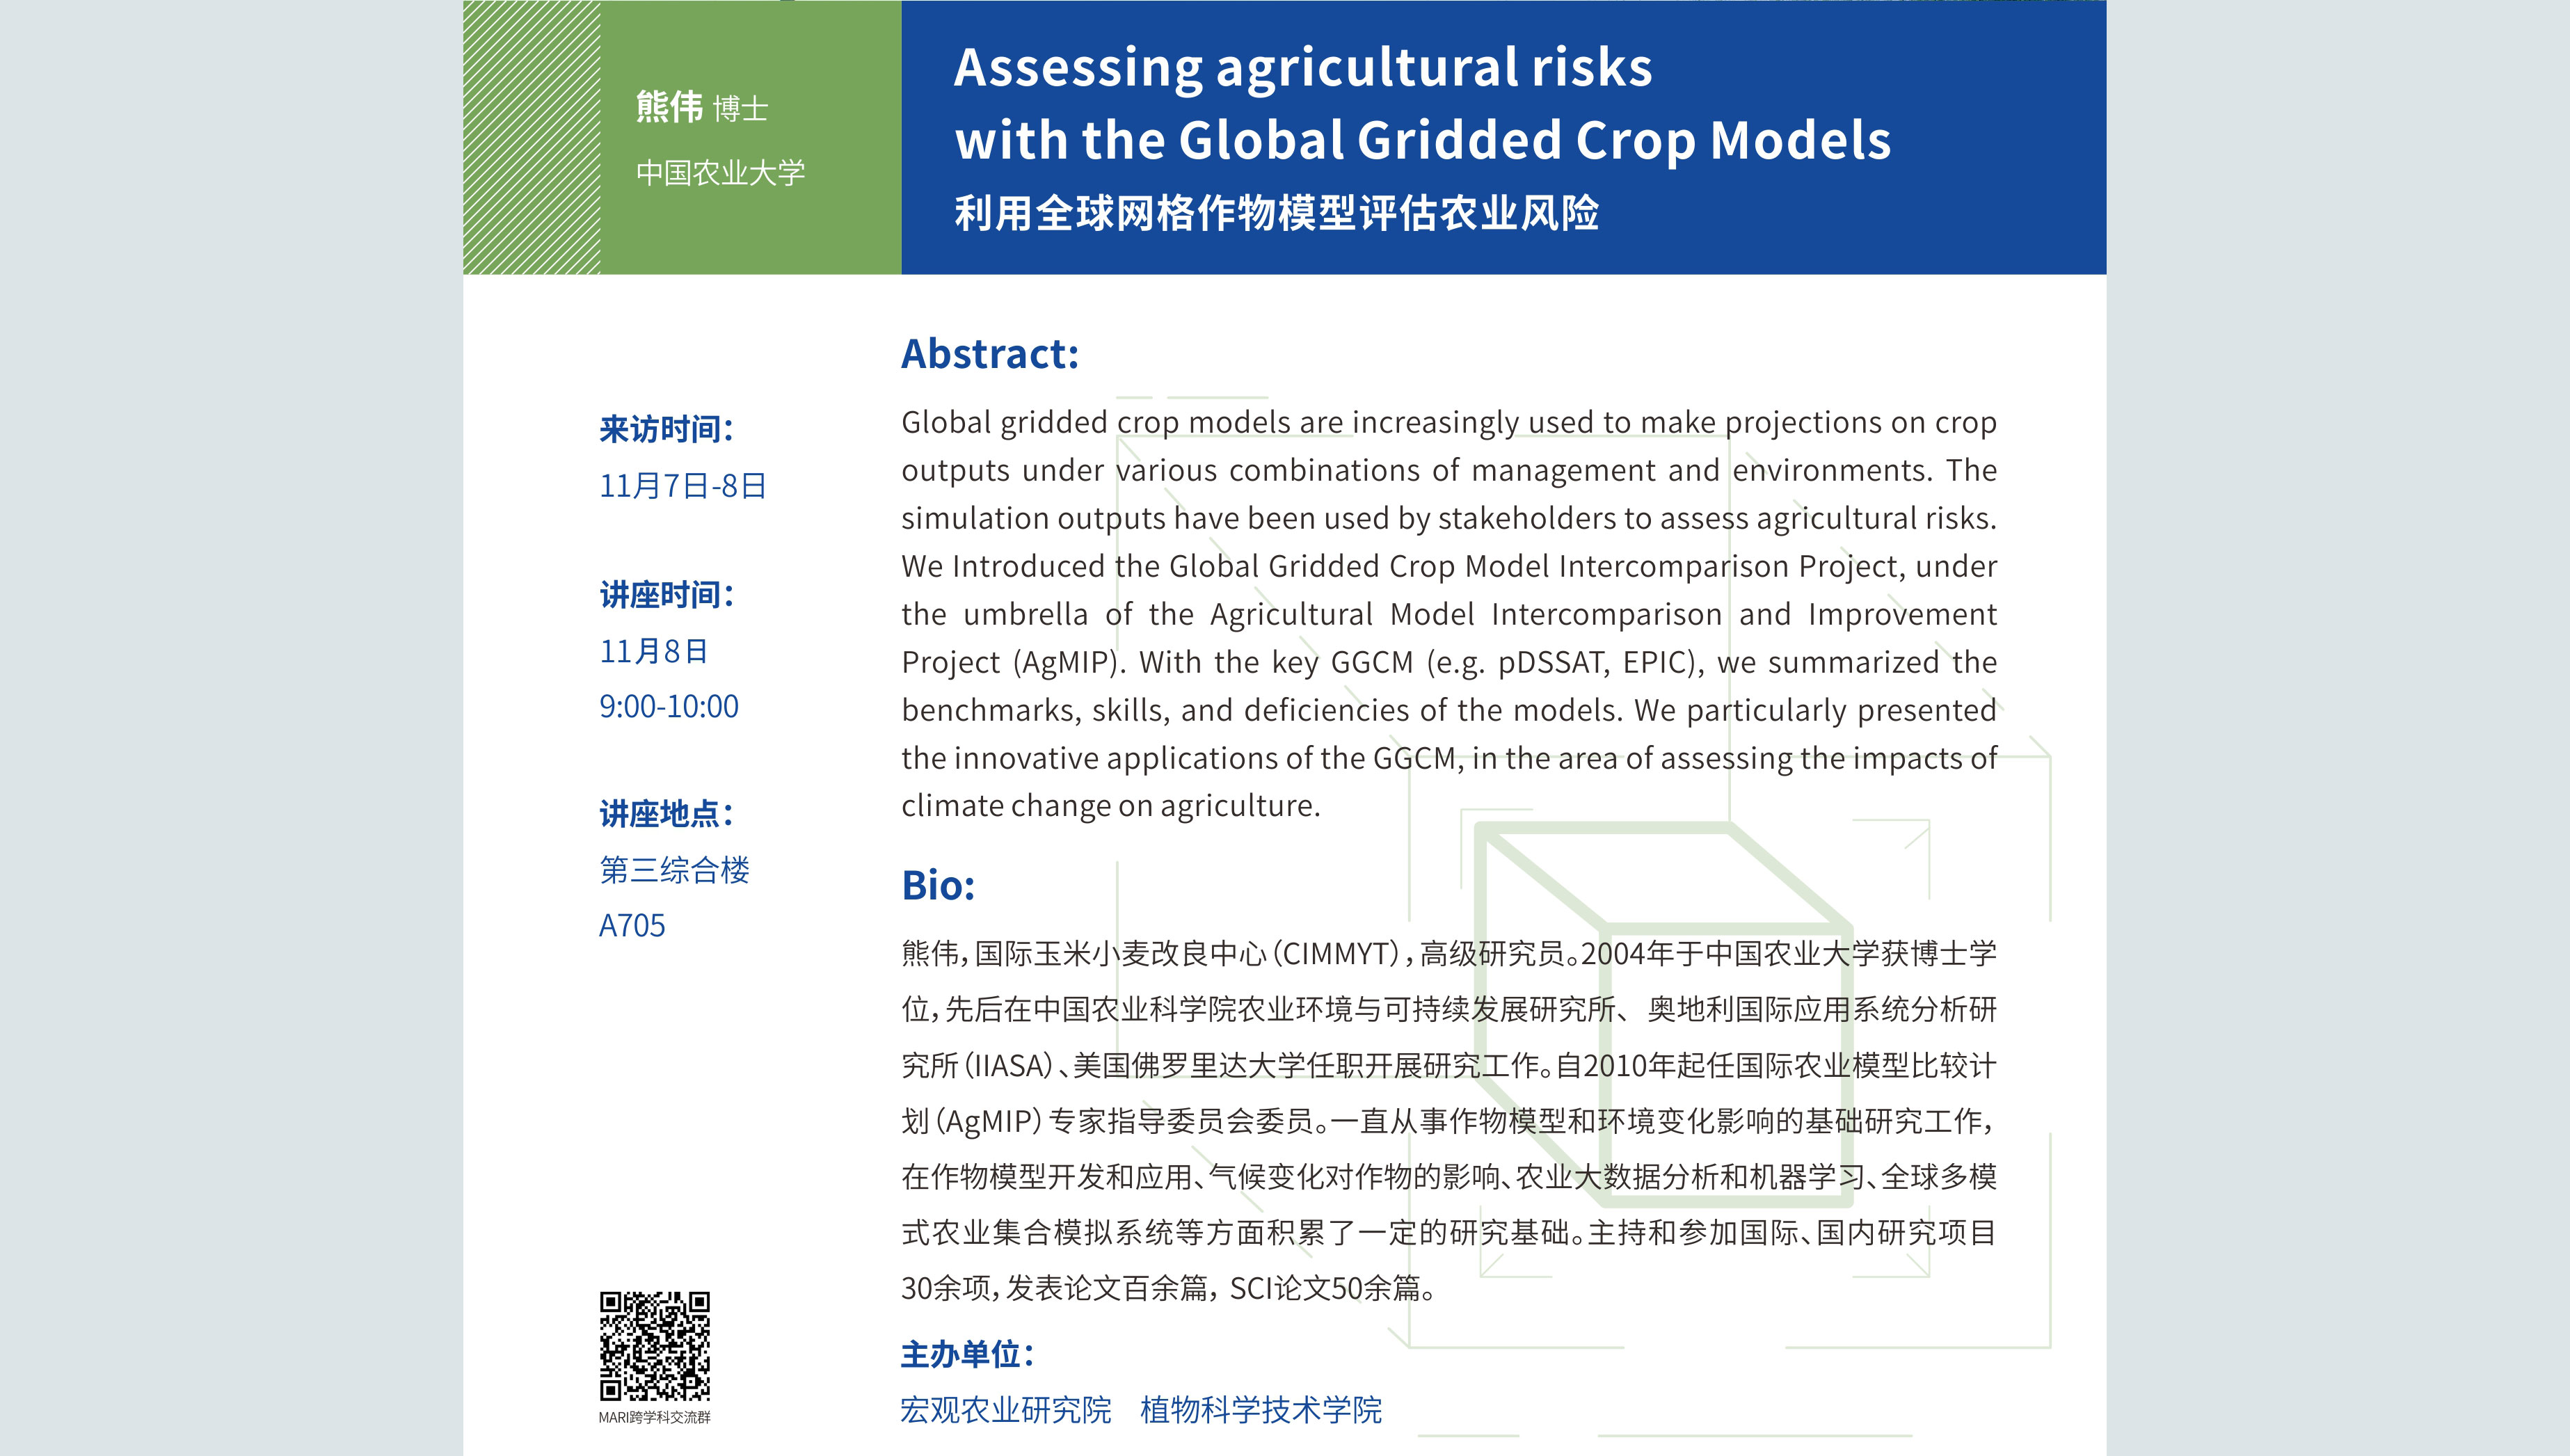 熊伟 博士
中国农业大学
Assessing agricultural risks
with the Global Gridded Crop Models
利用全球网格作物模型评估农业风险
来访时间：
11月7日-8日
讲座时间：
11月8日
9:00-10:00
讲座地点：
第三综合楼
A705
Abstract:
Global gridded crop models are increasingly used to make projections on crop
outputs under various combinations of management and environments. The
simulation outputs have been used by stakeholders to assess agricultural risks.
We Introduced the Global Gridded Crop Model Intercomparison Project, under
the umbrella of the Agricultural Model Intercomparison and Improvement
Project (AgMIP). With the key GGCM (e.g. pDSSAT, EPIC), we summarized the
benchmarks, skills, and deficiencies of the models. We particularly presented
the innovative applications of the GGCM, in the area of assessing the impacts of
climate change on agriculture.
Bio:
熊伟，国际玉米小麦改良中心（CIMMYT），高级研究员。2004年于中国农业大学获博士学
位，先后在中国农业科学院农业环境与可持续发展研究所、 奥地利国际应用系统分析研
究所（IIASA）、美国佛罗里达大学任职开展研究工作。自2010年起任国际农业模型比较计
划（AgMIP）专家指导委员会委员。一直从事作物模型和环境变化影响的基础研究工作，
在作物模型开发和应用、气候变化对作物的影响、农业大数据分析和机器学习、全球多模
式农业集合模拟系统等方面积累了一定的研究基础。主持和参加国际、国内研究项目
30余项，发表论文百余篇， SCI论文50余篇。
主办单位：
宏观农业研究院 植物科学技术学院
MARI跨学科交流群